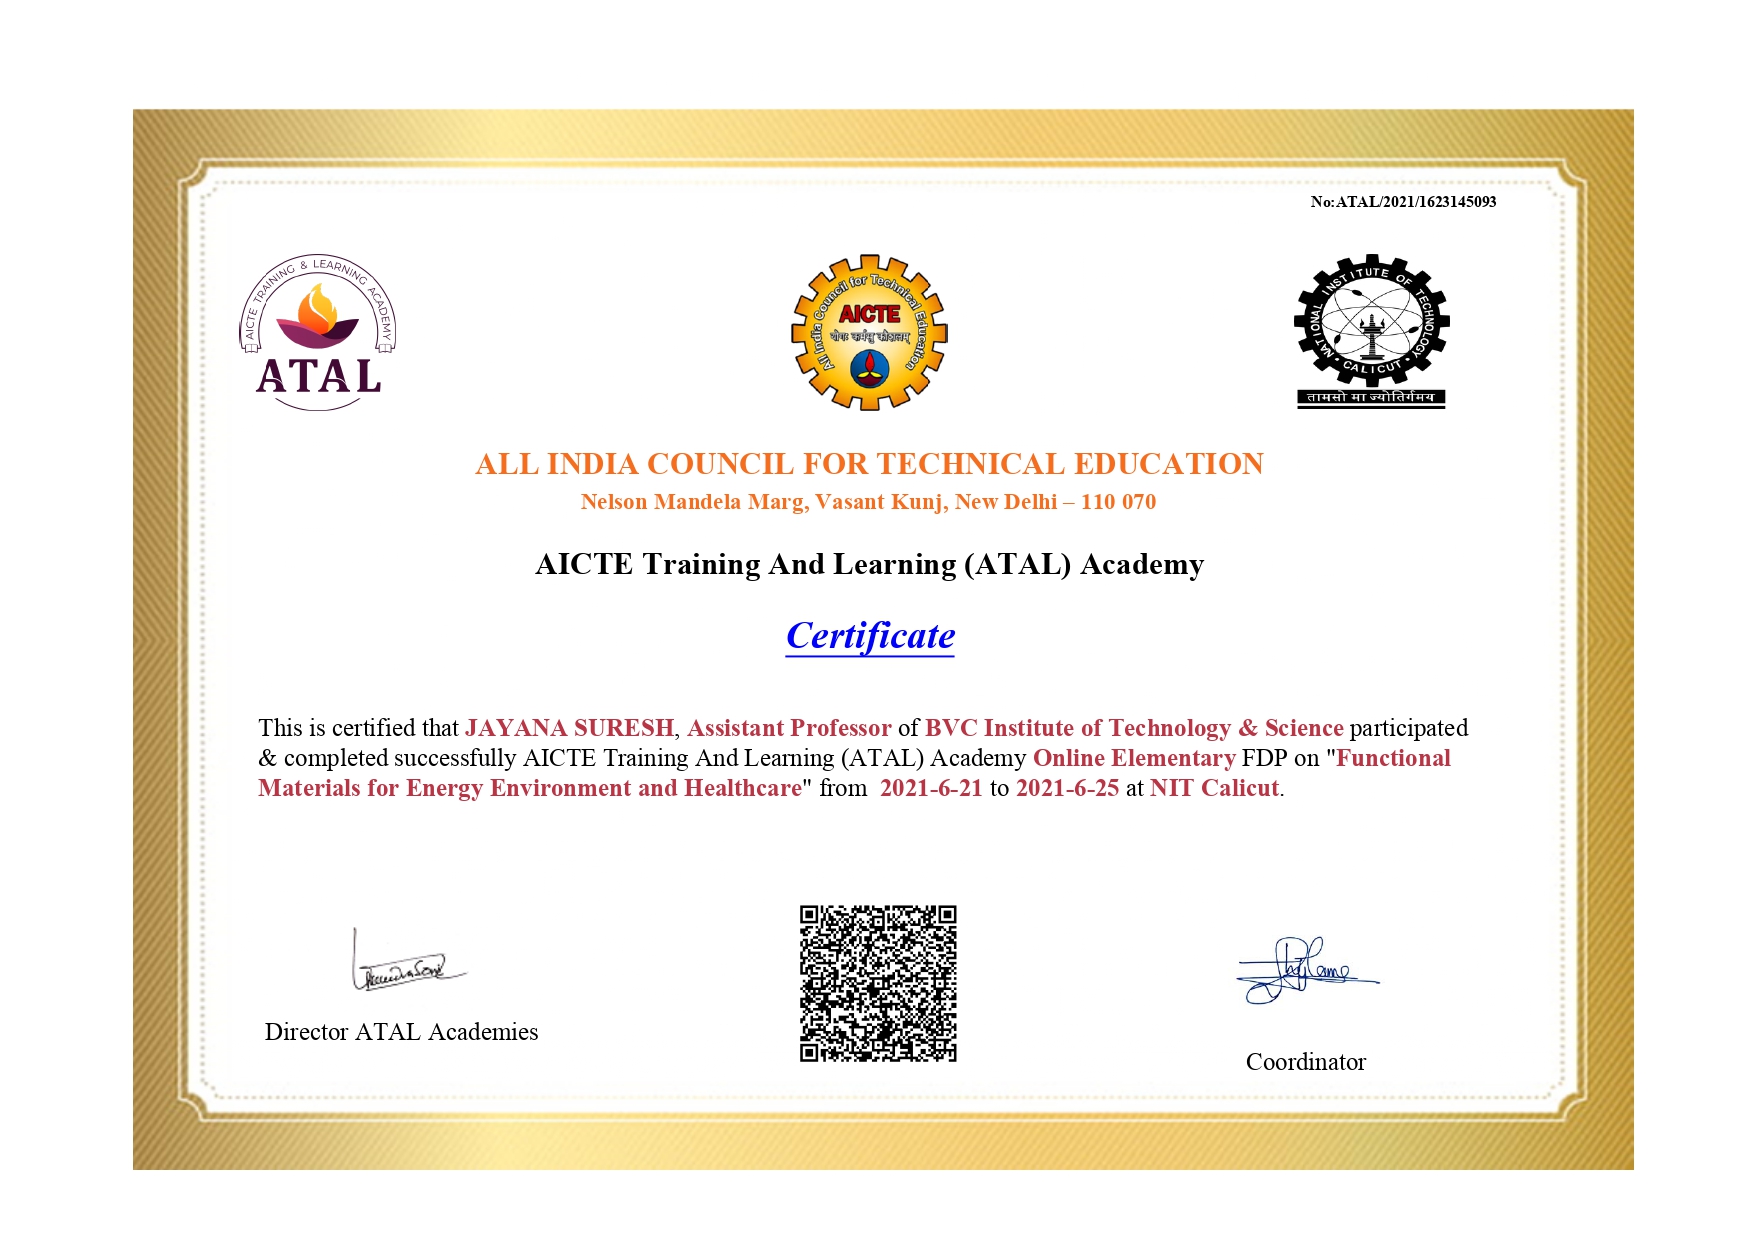 No:ATAL/2021/1623145093
AICTE TRAINING & LEARNING ACADEMY
ATAL
All India Council for Technical Education
AICTE
योगः कर्मसु कौशलम्
NATIONAL INSTITUTE OF TECHNOLOGY
CALICUT
तामसो मा ज्योतिर्गमय
ALL INDIA COUNCIL FOR TECHNICAL EDUCATION
Nelson Mandela Marg, Vasant Kunj, New Delhi – 110 070
AICTE Training And Learning (ATAL) Academy
Certificate
This is certified that JAYANA SURESH, Assistant Professor of BVC Institute of Technology & Science participated
& completed successfully AICTE Training And Learning (ATAL) Academy Online Elementary FDP on "Functional
Materials for Energy Environment and Healthcare" from 2021-6-21 to 2021-6-25 at NIT Calicut.
Director ATAL Academies
Coordinator